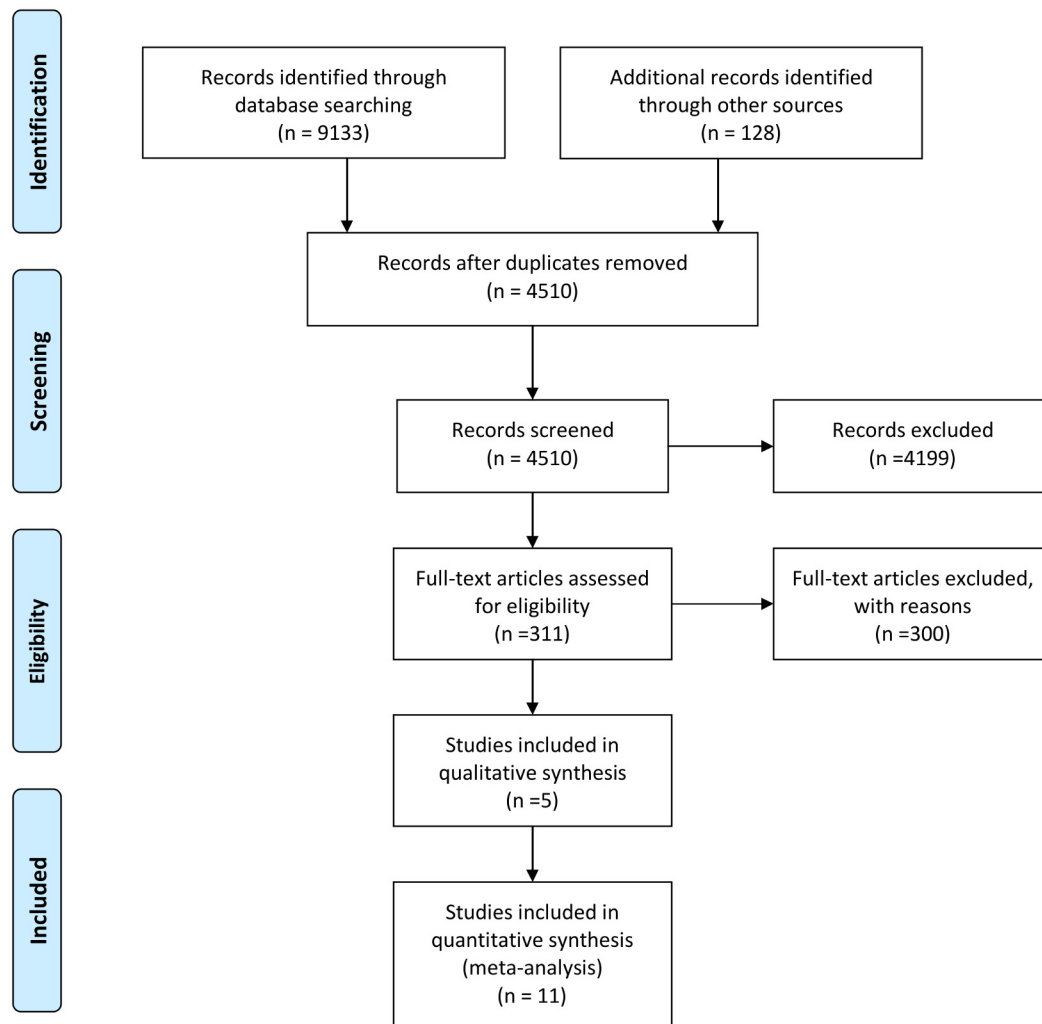 Identification
Records identified through
database searching
(n = 9133)
Additional records identified
through other sources
(n = 128)
Records after duplicates removed
(n = 4510)
Screening
Records screened
(n = 4510)
Records excluded
(n =4199)
Eligibility
Full-text articles assessed
for eligibility
(n =311)
Full-text articles excluded,
with reasons
(n =300)
Studies included in
qualitative synthesis
(n =5)
Included
Studies included in
quantitative synthesis
(meta-analysis)
(n = 11)